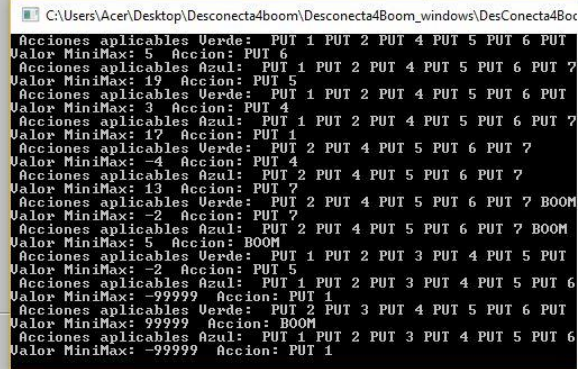 C:\Users\Acer\Desktop\Desconecta4boom\Desconecta4Boom_windows\DesConecta4Boo
Acciones aplicables Verde:  PUT 1 PUT 2 PUT 4 PUT 5 PUT 6 PUT
Valor MiniMax: 5  Accion: PUT 6
Acciones aplicables Azul:  PUT 1 PUT 2 PUT 4 PUT 5 PUT 6 PUT 7
Valor MiniMax: 19  Accion: PUT 5
Acciones aplicables Verde:  PUT 1 PUT 2 PUT 4 PUT 5 PUT 6 PUT
Valor MiniMax: 3  Accion: PUT 4
Acciones aplicables Azul:  PUT 1 PUT 2 PUT 4 PUT 5 PUT 6 PUT 7
Valor MiniMax: 17  Accion: PUT 1
Acciones aplicables Verde:  PUT 2 PUT 4 PUT 5 PUT 6 PUT 7
Valor MiniMax: -4  Accion: PUT 4
Acciones aplicables Azul:  PUT 2 PUT 4 PUT 5 PUT 6 PUT 7
Valor MiniMax: 13  Accion: PUT 7
Acciones aplicables Verde:  PUT 2 PUT 4 PUT 5 PUT 6 PUT 7 BOOM
Valor MiniMax: -2  Accion: PUT 7
Acciones aplicables Azul:  PUT 2 PUT 4 PUT 5 PUT 6 PUT 7 BOOM
Valor MiniMax: 5  Accion: BOOM
Acciones aplicables Verde:  PUT 1 PUT 2 PUT 3 PUT 4 PUT 5 PUT
Valor MiniMax: -2  Accion: PUT 5
Acciones aplicables Azul:  PUT 1 PUT 2 PUT 3 PUT 4 PUT 5 PUT 6
Valor MiniMax: -99999  Accion: PUT 1
Acciones aplicables Verde:  PUT 2 PUT 3 PUT 4 PUT 5 PUT 6 PUT
Valor MiniMax: 99999  Accion: BOOM
Acciones aplicables Azul:  PUT 1 PUT 2 PUT 3 PUT 4 PUT 5 PUT 6
Valor MiniMax: -99999  Accion: PUT 1